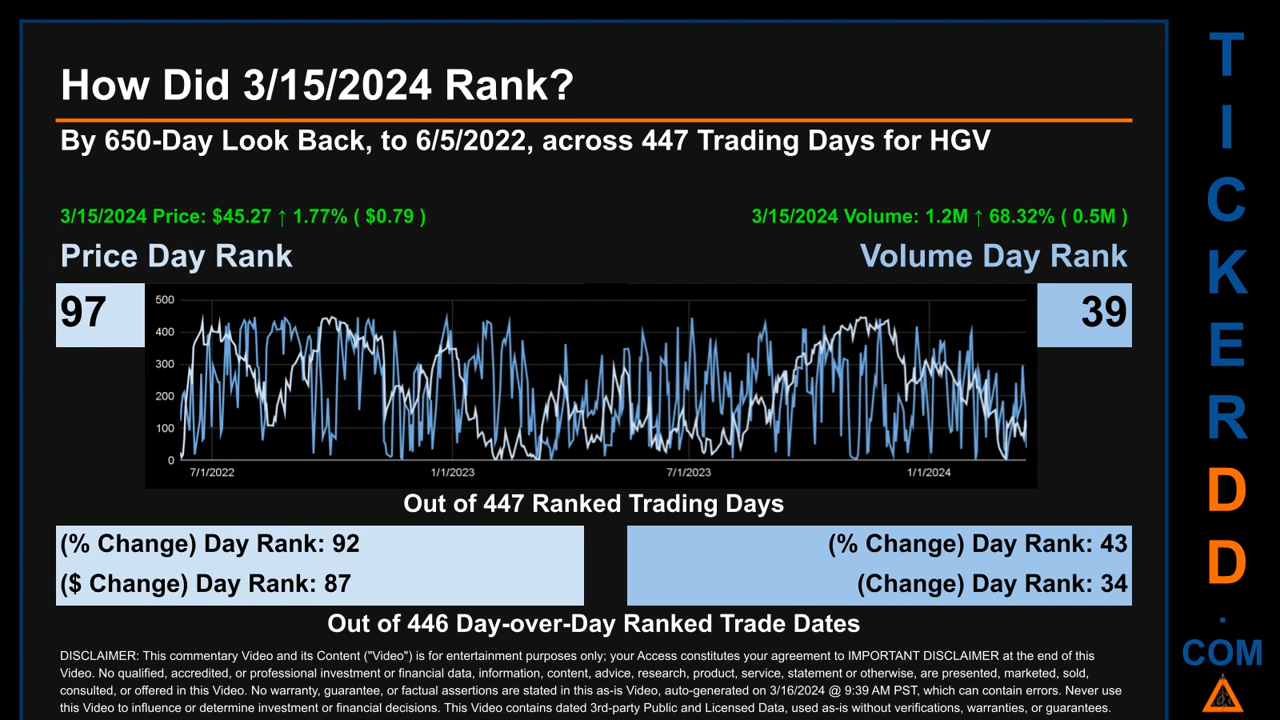 How Did 3/15/2024 Rank?
By 650-Day Look Back, to 6/5/2022, across 447 Trading Days for HGV
3/15/2024 Price: $45.27 ↑ 1.77% ( $0.79 )
3/15/2024 Volume: 1.2M ↑ 68.32% ( 0.5M )
Price Day Rank
Volume Day Rank
97
39
500
400
300
200
100
0
7/1/2022
1/1/2023
7/1/2023
1/1/2024
Out of 447 Ranked Trading Days
(% Change) Day Rank: 92
($ Change) Day Rank: 87
(% Change) Day Rank: 43
(Change) Day Rank: 34
Out of 446 Day-over-Day Ranked Trade Dates
DISCLAIMER: This commentary Video and its Content ("Video") is for entertainment purposes only; your Access constitutes your agreement to IMPORTANT DISCLAIMER at the end of this
Video. No qualified, accredited, or professional investment or financial data, information, content, advice, research, product, service, statement or otherwise, are presented, marketed, sold,
consulted, or offered in this Video. No warranty, guarantee, or factual assertions are stated in this as-is Video, auto-generated on 3/16/2024 @ 9:39 AM PST, which can contain errors. Never use
this Video to influence or determine investment or financial decisions. This Video contains dated 3rd-party Public and Licensed Data, used as-is without verifications, warranties, or guarantees.
T
I
C
K
E
R
D
D
.
COM